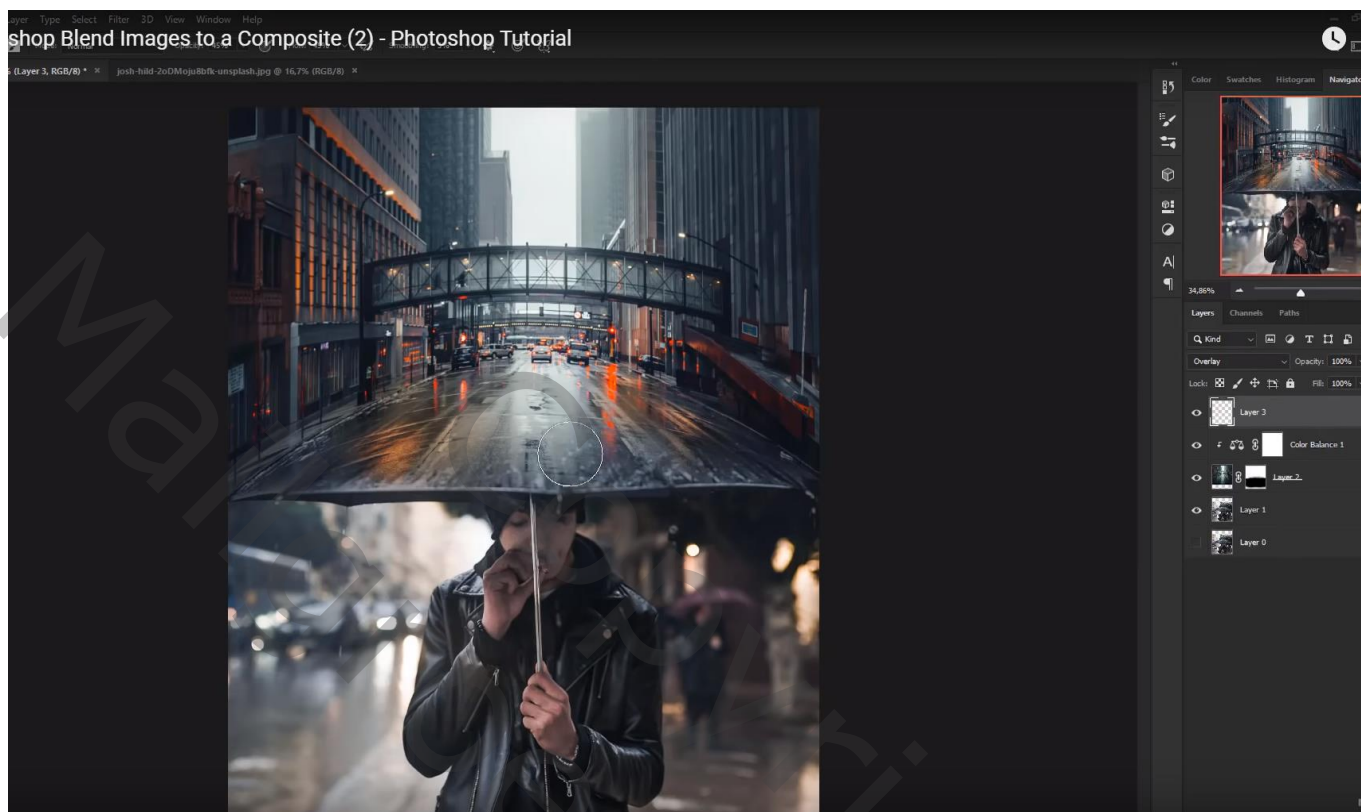 ayer Type Select Filter 3D View Window Help
shop Blend Images to a Composite (2) - Photoshop Tutorial
(Layer 3, RGB/8) * × josh-hild-2oDMoju8bfk-unsplash.jpg @ 16,7% (RGB/8) ×
Color Swatches Histogram Navigato
34,86%
Layers Channels Paths
Kind
Overlay Opacity: 100%
Lock: Fill: 100%
Layer 3
Color Balance 1
Layer 2
Layer 1
Layer 0